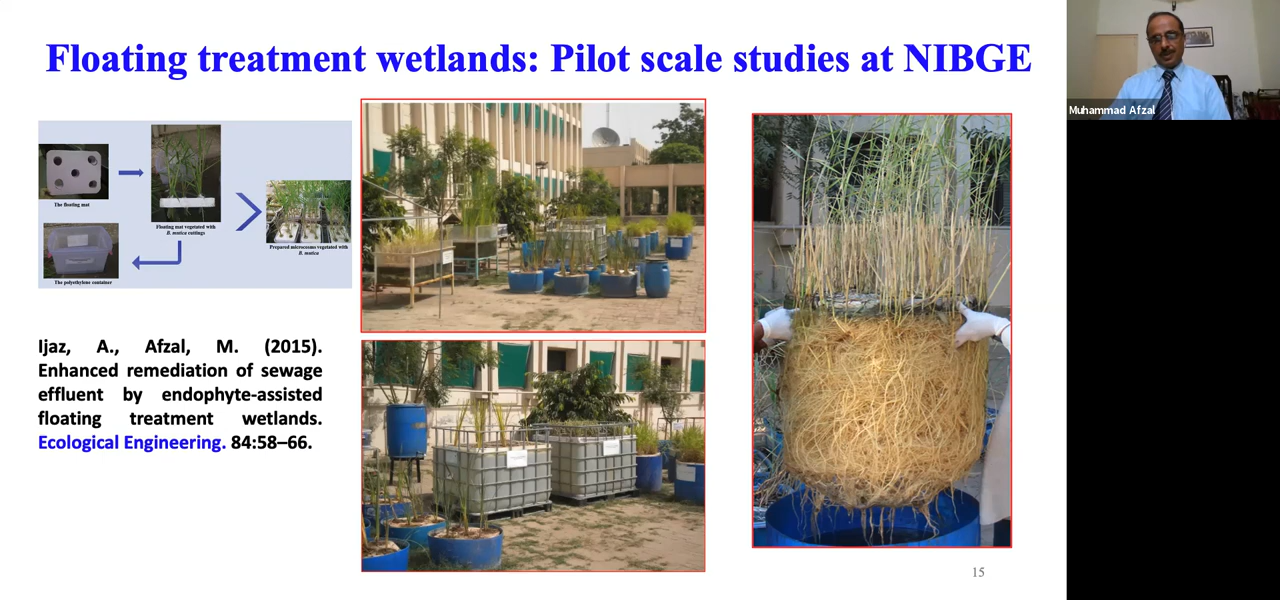 Floating treatment wetlands: Pilot scale studies at NIBGE
Muhammad Afzal
The floating mat
Floating mat vegetated with
B. mutica cuttings
Prepared microcosms vegetated with
B. mutica
The polyethylene container
Ijaz, A., Afzal, M. (2015).
Enhanced remediation of sewage
effluent by endophyte-assisted
floating treatment wetlands.
Ecological Engineering. 84:58–66.
15